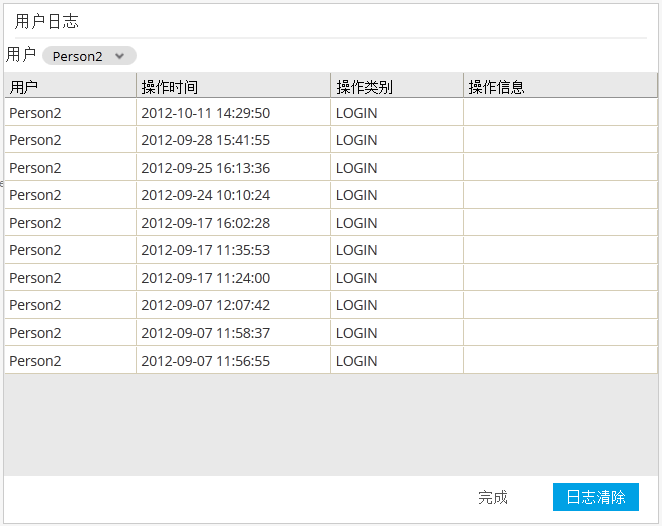 用户日志
用户 Person2
用户 操作时间 操作类别 操作信息
Person2 2012-10-11 14:29:50 LOGIN
Person2 2012-09-28 15:41:55 LOGIN
Person2 2012-09-25 16:13:36 LOGIN
Person2 2012-09-24 10:10:24 LOGIN
Person2 2012-09-17 16:02:28 LOGIN
Person2 2012-09-17 11:35:53 LOGIN
Person2 2012-09-17 11:24:00 LOGIN
Person2 2012-09-07 12:07:42 LOGIN
Person2 2012-09-07 11:58:37 LOGIN
Person2 2012-09-07 11:56:55 LOGIN
完成 日志清除